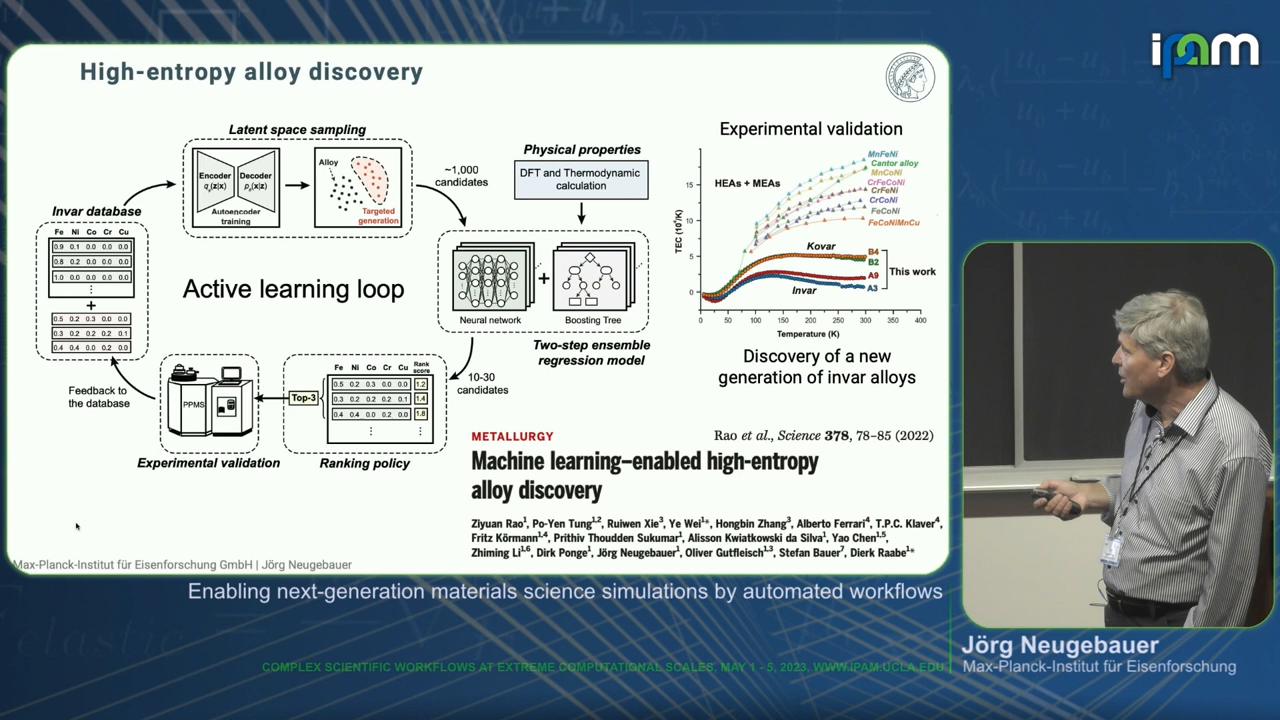 ipam
High-entropy alloy discovery
Latent space sampling
Encoder
q(z|x)
Decoder
p(x|z)
Autoencoder
training
Alloy
Targeted
generation
~1,000
candidates
Physical properties
DFT and Thermodynamic
calculation
Invar database
Fe Ni Co Cr Cu
0.9 0.1 0.0 0.0 0.0
0.8 0.2 0.0 0.0 0.0
1.0 0.0 0.0 0.0 0.0
+
0.5 0.2 0.3 0.0 0.0
0.3 0.2 0.2 0.2 0.1
0.4 0.4 0.0 0.2 0.0
Active learning loop
+
Neural network
Boosting Tree
Two-step ensemble
regression model
10-30
candidates
Fe Ni Co Cr Cu Rank score
0.5 0.2 0.3 0.0 0.0 1.2
0.3 0.2 0.2 0.2 0.1 1.4
0.4 0.4 0.0 0.2 0.0 1.8
Top-3
Ranking policy
PPMS
Experimental validation
Feedback to
the database
Experimental validation
HEAs + MEAs
MnFeNi
Cantor alloy
MnCoNi
CrFeCoNi
CrFeNi
CrCoNi
FeCoNi
FeCoNiMnCu
Kovar
B4
B2
This work
A9
Invar
A3
15
10
5
0
0 50 100 150 200 250 300 350 400
Temperature (K)
Discovery of a new
generation of invar alloys
METALLURGY
Rao et al., Science 378, 78–85 (2022)
Machine learning–enabled high-entropy
alloy discovery
Ziyuan Rao1, Po-Yen Tung1,2, Ruiwen Xie3, Ye Wei1*, Hongbin Zhang3, Alberto Ferrari4, T.P.C. Klaver4,
Fritz Körmann1,4, Prithiv Thoudden Sukumar1, Alisson Kwiatkowski da Silva1, Yao Chen1,5,
Zhiming Li1,6, Dirk Ponge1, Jörg Neugebauer1, Oliver Gutfleisch1,3, Stefan Bauer7, Dierk Raabe1*
Max-Planck-Institut für Eisenforschung GmbH | Jörg Neugebauer
Enabling next-generation materials science simulations by automated workflows
Jörg Neugebauer
Max-Planck-Institut für Eisenforschung
COMPLEX SCIENTIFIC WORKFLOWS AT EXTREME COMPUTATIONAL SCALES, MAY 1 - 5, 2023, WWW.IPAM.UCLA.EDU